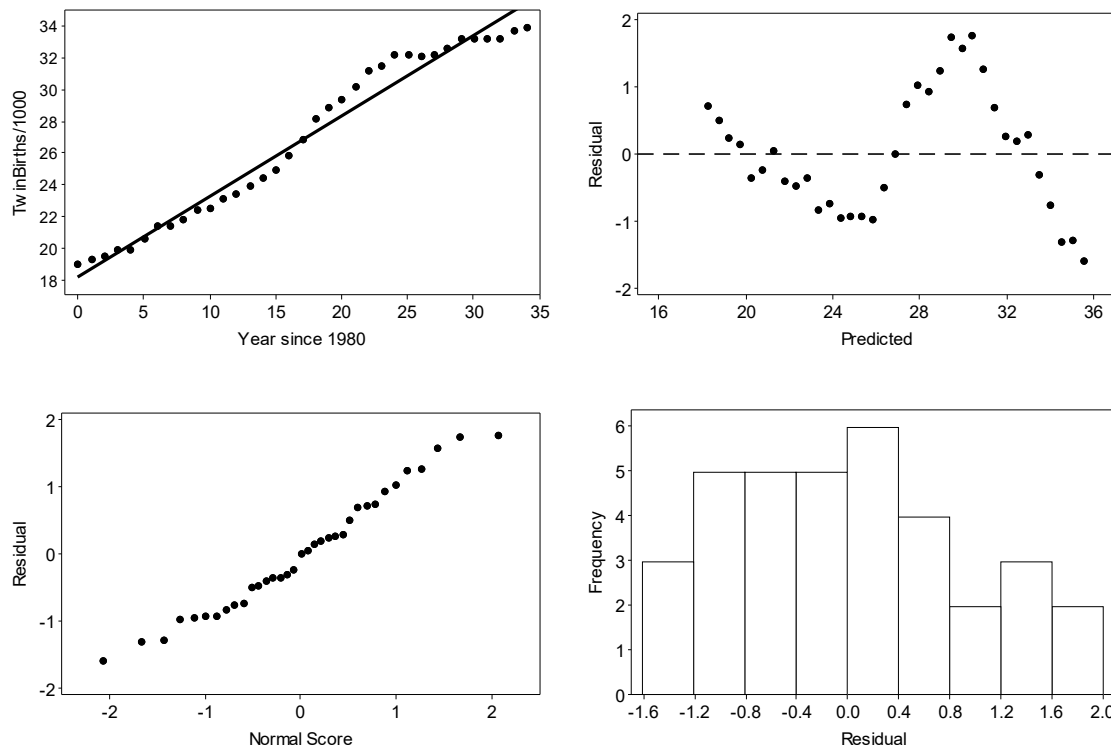 34
32
30
28
26
24
22
20
18
TwinBirths/1000
0 5 10 15 20 25 30 35
Year since 1980
2
1
0
-1
-2
Residual
16 20 24 28 32 36
Predicted
2
1
0
-1
-2
Residual
-2 -1 0 1 2
Normal Score
6
5
4
3
2
1
0
Frequency
-1.6 -1.2 -0.8 -0.4 0.0 0.4 0.8 1.2 1.6 2.0
Residual